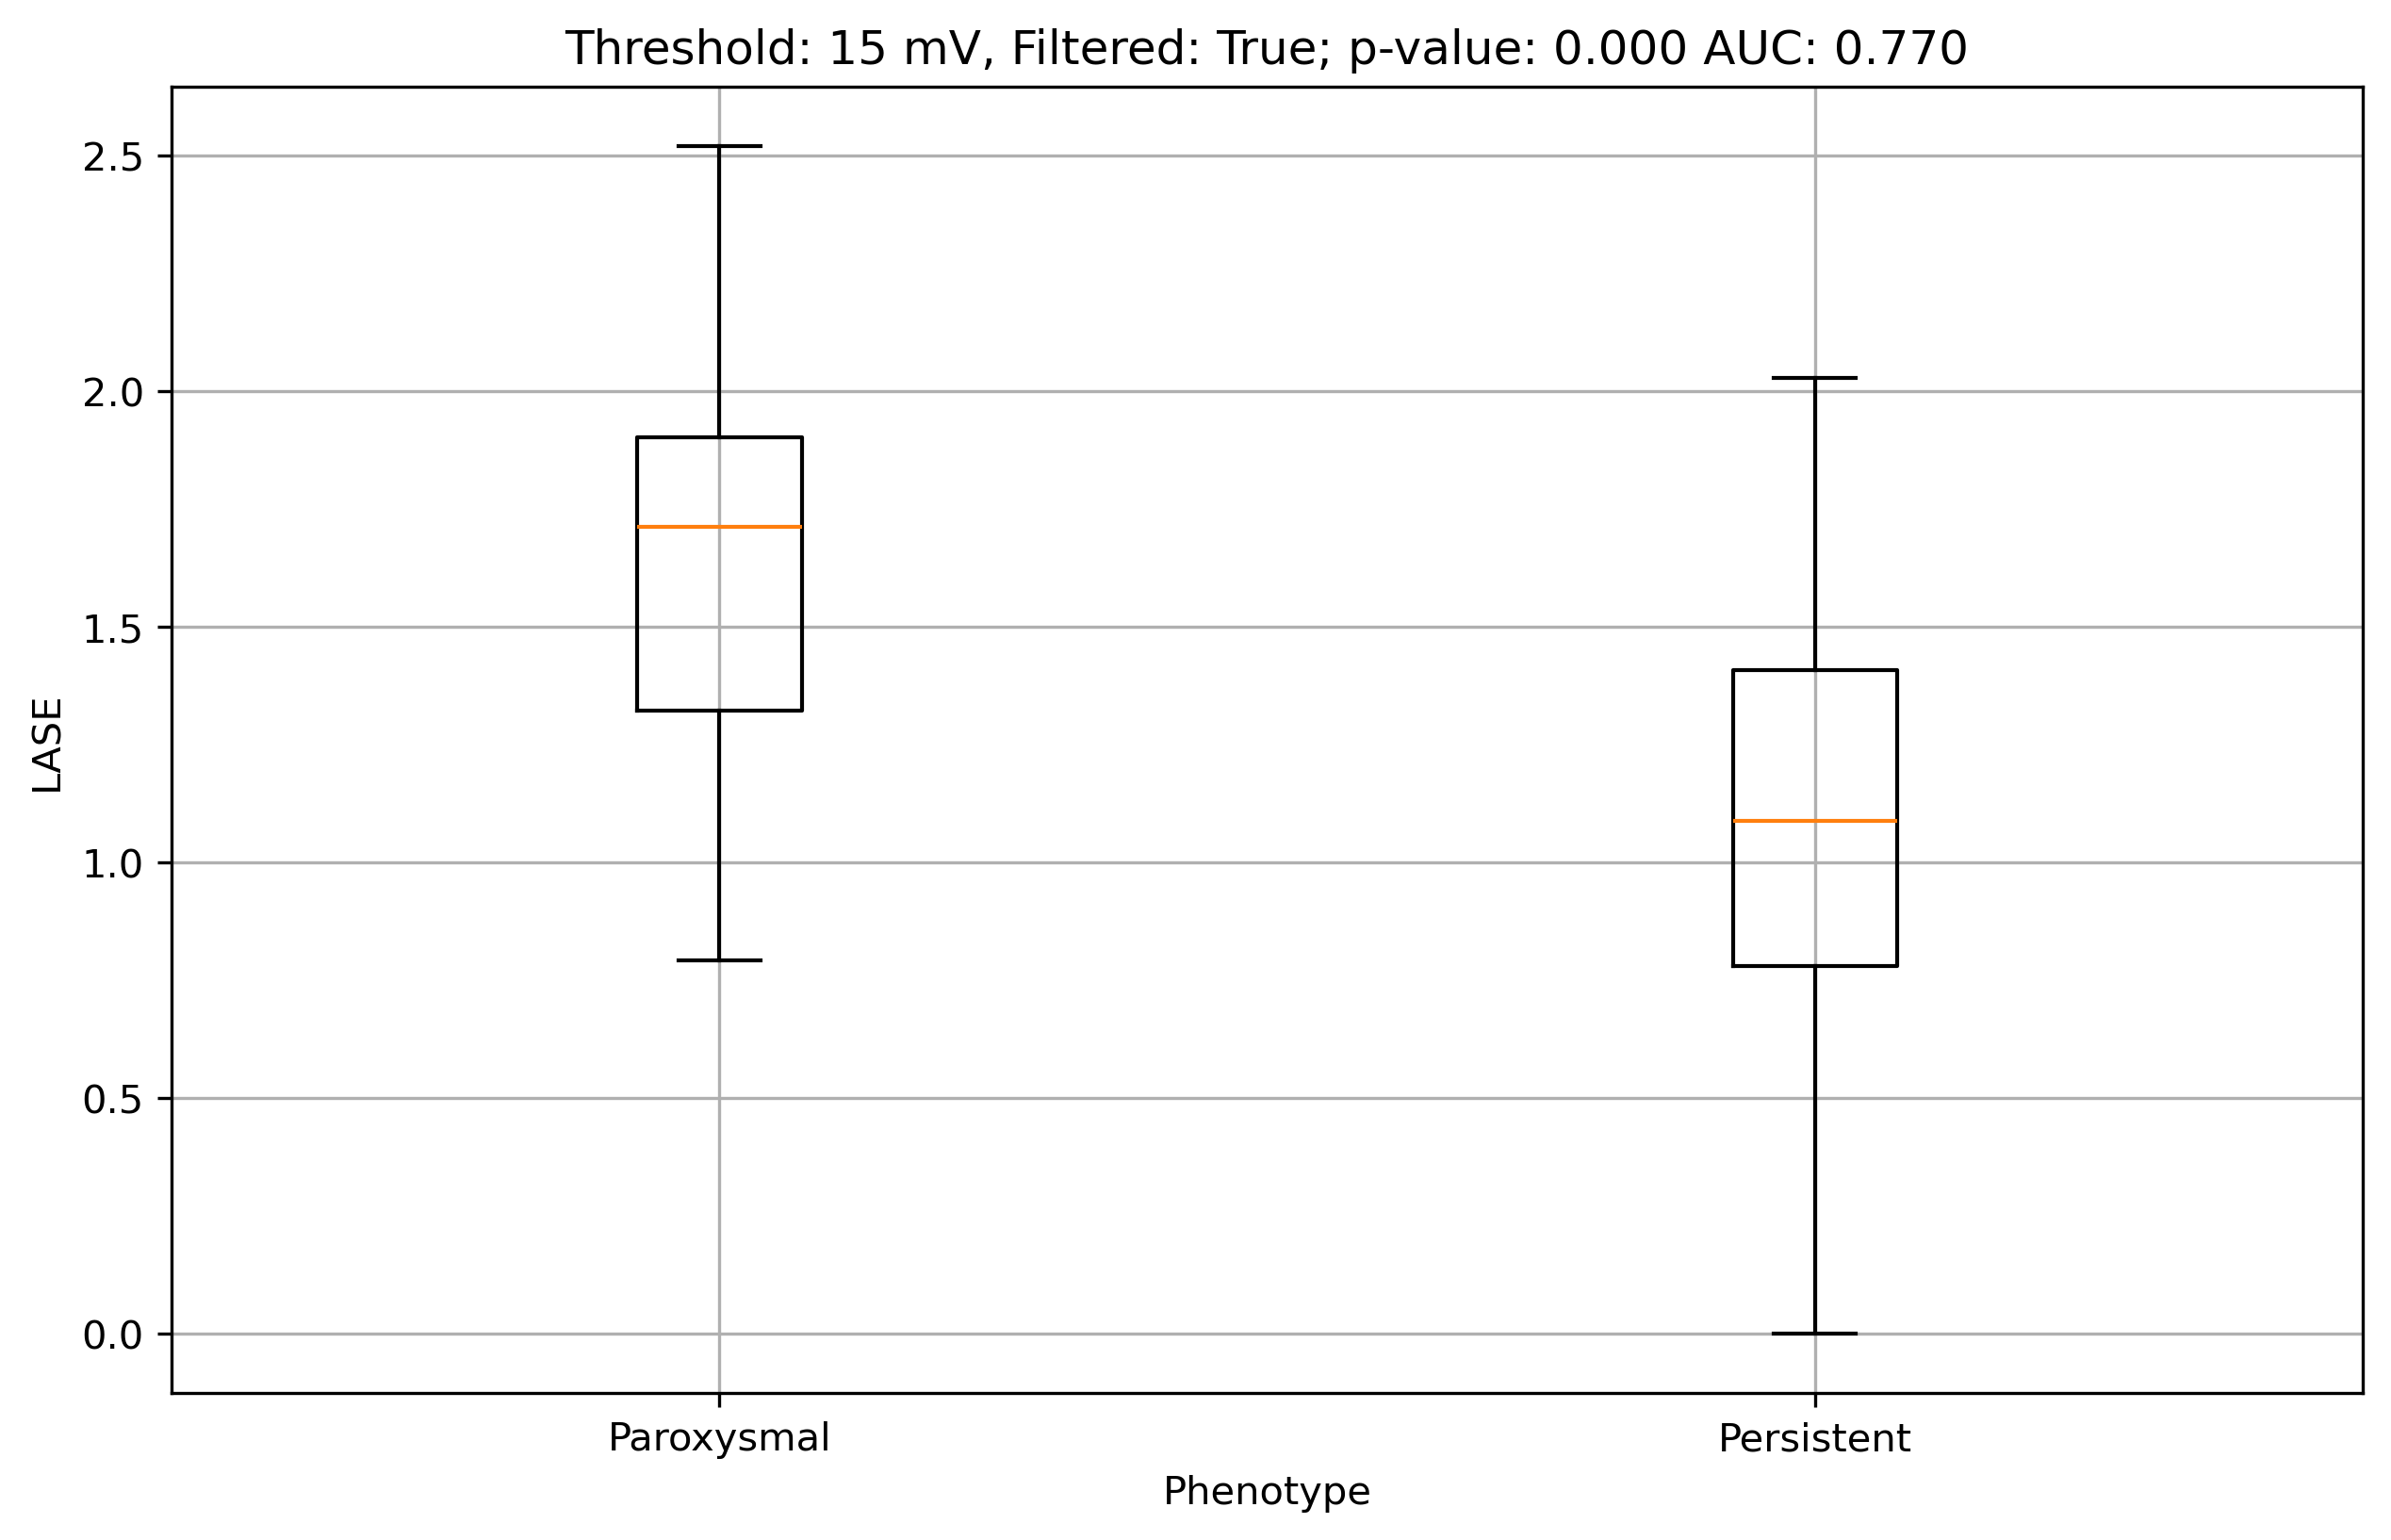 Threshold: 15 mV, Filtered: True; p-value: 0.000 AUC: 0.770
2.5
2.0
1.5
1.0
0.5
0.0
LASE
Paroxysmal
Persistent
Phenotype